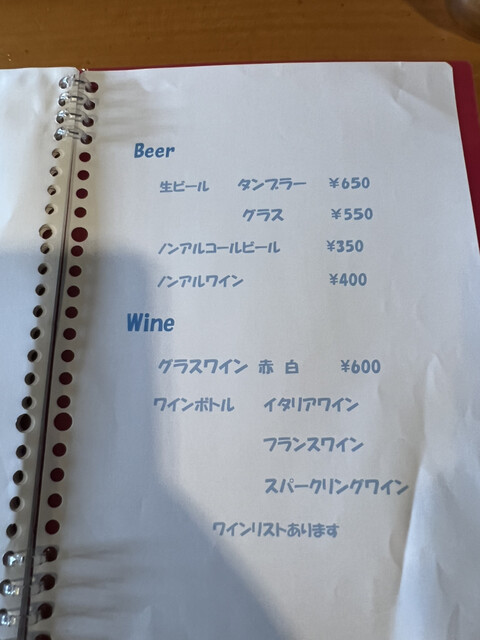 Beer
生ビール タンブラー ¥650
グラス ¥550
ノンアルコールビール ¥350
ノンアルワイン ¥400
Wine
グラスワイン 赤 白 ¥600
ワインボトル イタリアワイン
フランスワイン
スパークリングワイン
ワインリストあります